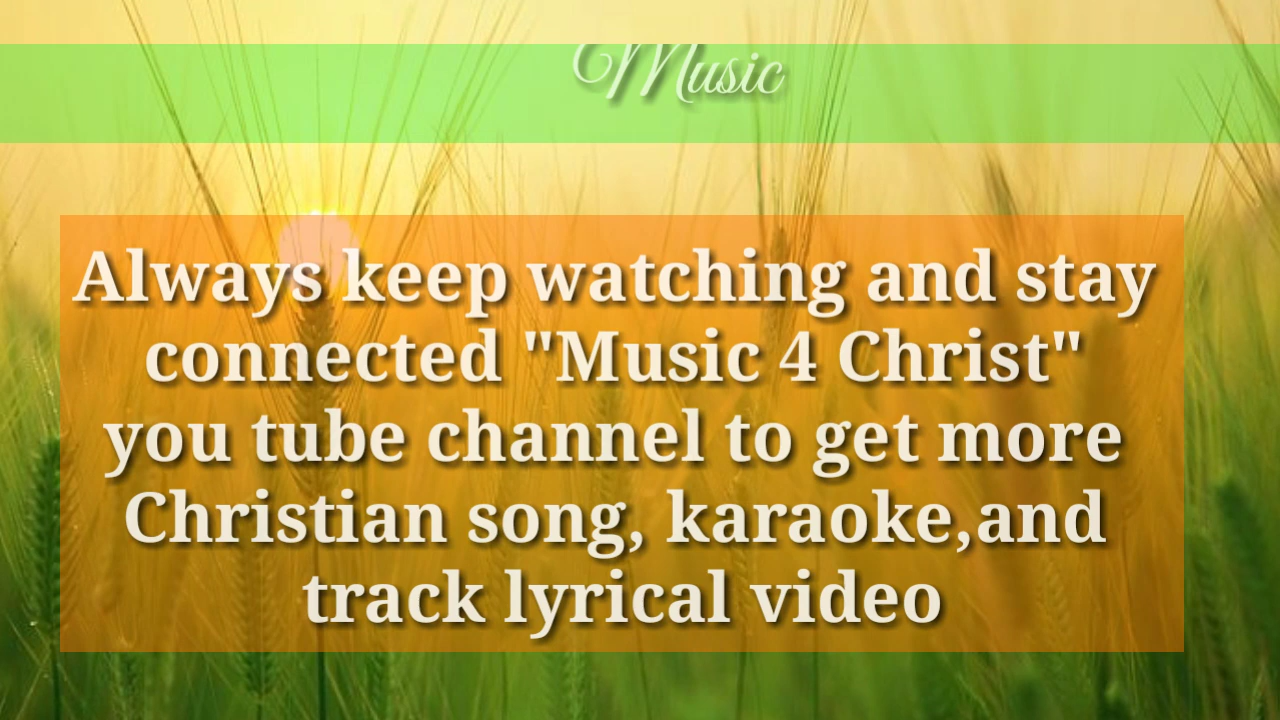 Music
Always keep watching and stay
connected "Music 4 Christ"
you tube channel to get more
Christian song, karaoke,and
track lyrical video